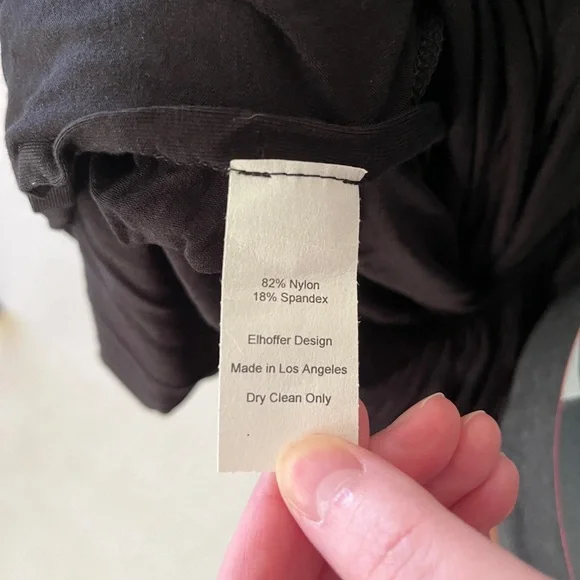 82% Nylon
18% Spandex
Elhoffer Design
Made in Los Angeles
Dry Clean Only